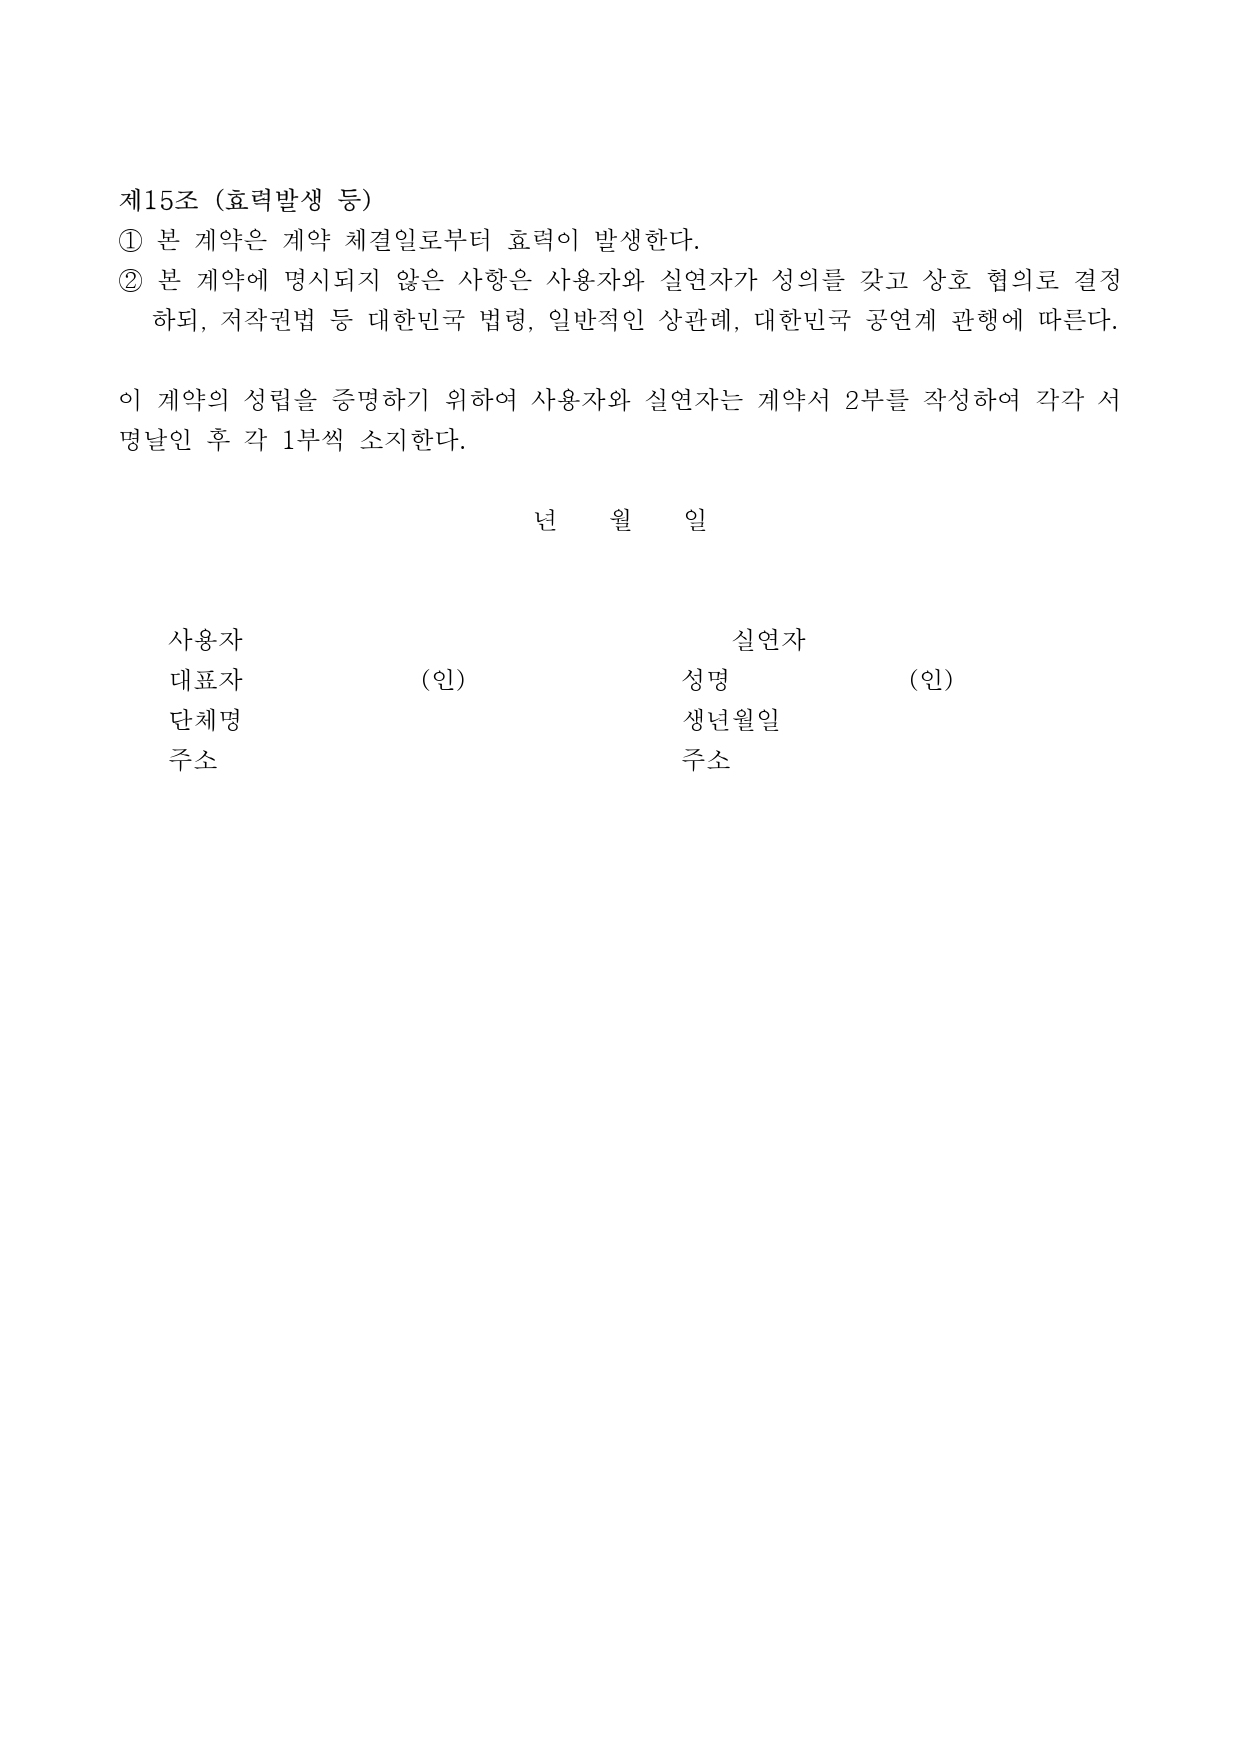 제15조 (효력발생 등)
① 본 계약은 계약 체결일로부터 효력이 발생한다.
② 본 계약에 명시되지 않은 사항은 사용자와 실연자가 성의를 갖고 상호 협의로 결정
하되, 저작권법 등 대한민국 법령, 일반적인 상관례, 대한민국 공연계 관행에 따른다.
이 계약의 성립을 증명하기 위하여 사용자와 실연자는 계약서 2부를 작성하여 각각 서
명날인 후 각 1부씩 소지한다.
년 월 일
사용자 실연자
대표자 (인) 성명 (인)
단체명 생년월일
주소 주소